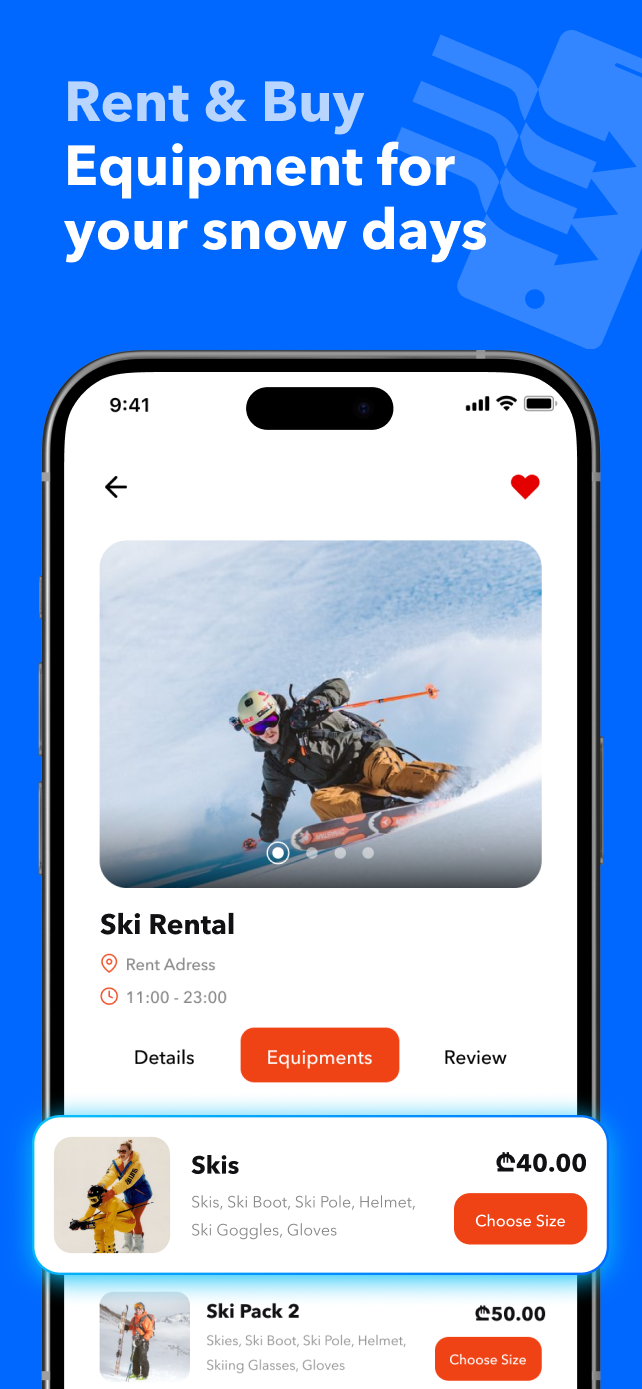 Rent & Buy
Equipment for
your snow days
9:41
Ski Rental
Rent Adress
11:00 - 23:00
Details
Equipments
Review
Skis
₾40.00
Skis, Ski Boot, Ski Pole, Helmet,
Ski Goggles, Gloves
Choose Size
Ski Pack 2
₾50.00
Skies, Ski Boot, Ski Pole, Helmet,
Skiing Glasses, Gloves
Choose Size